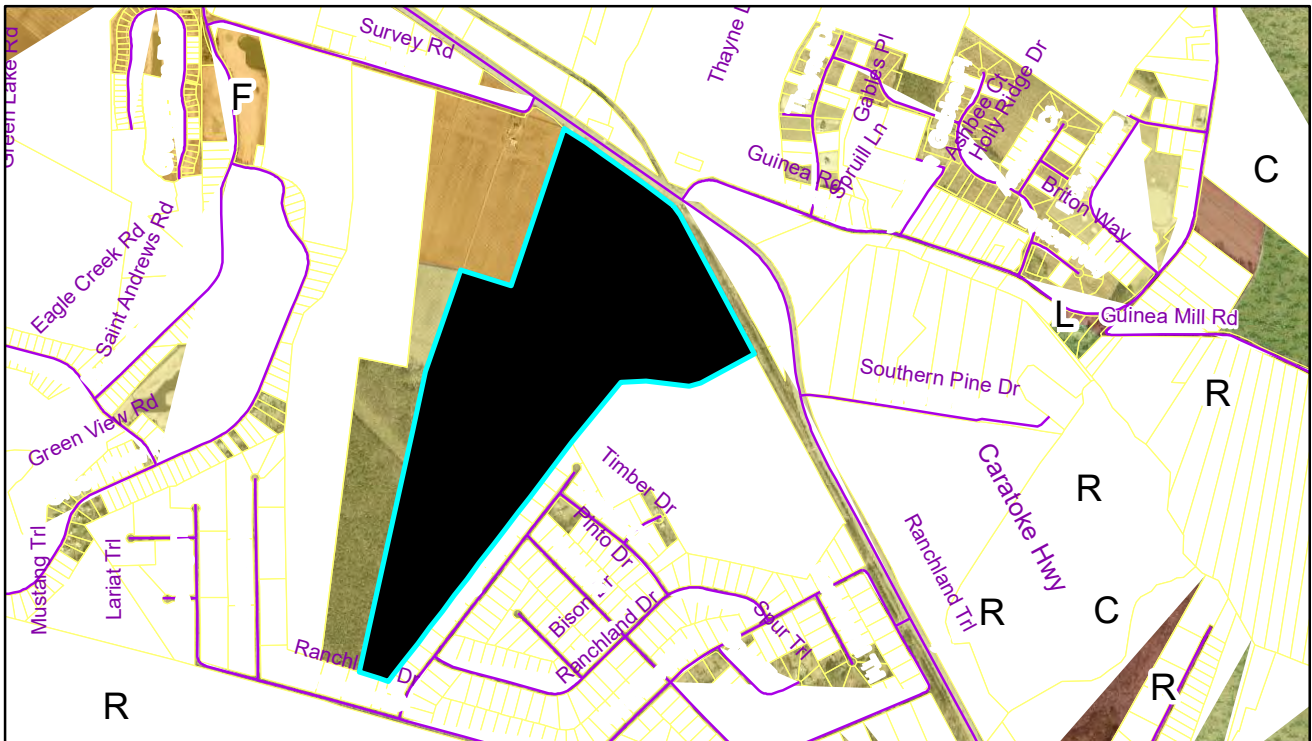 Green Lake Rd
Survey Rd
Thayne
F
Gables Pl
Ashbee Ct
Holly Ridge Dr
Guinea Rd
Spruill Ln
C
Briton Way
Eagle Creek Rd
Saint Andrews Rd
L
Guinea Mill Rd
Southern Pine Dr
R
Green View Rd
Timber Dr
Caratoke Hwy
R
Pinto Dr
Mustang Trl
Lariat Trl
Bison
Ranchland Dr
Spur Trl
Ranchland Trl
R
C
Ranchl Dr
R
R